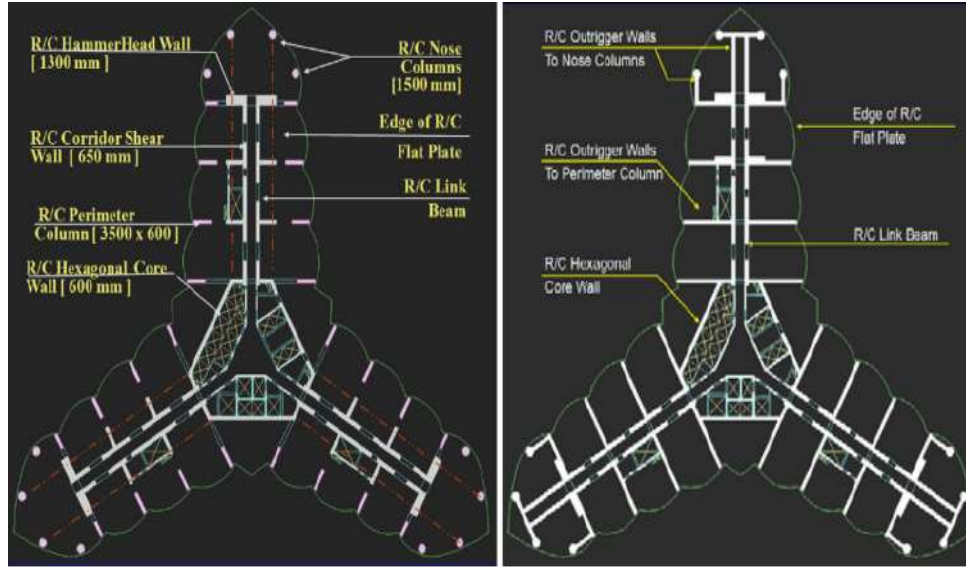 R/C HammerHead Wall
[ 1300 mm ]
R/C Nose
Columns
[1500 mm]
R/C Corridor Shear
Wall [ 650 mm ]
Edge of R/C
Flat Plate
R/C Perimeter
Column [ 3500 x 600 ]
R/C Link
Beam
R/C Hexagonal Core
Wall [ 600 mm ]
R/C Outrigger Walls
To Nose Columns
Edge of R/C
Flat Plate
R/C Outrigger Walls
To Perimeter Column
R/C Link Beam
R/C Hexagonal
Core Wall